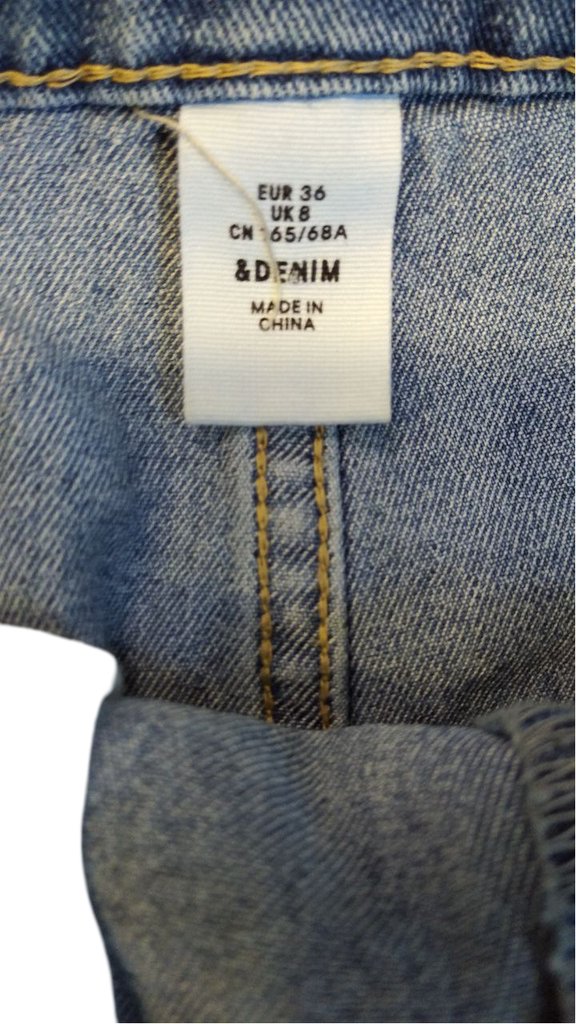 EUR 36
UK 8
CN 165/68A
&DENIM
MADE IN
CHINA